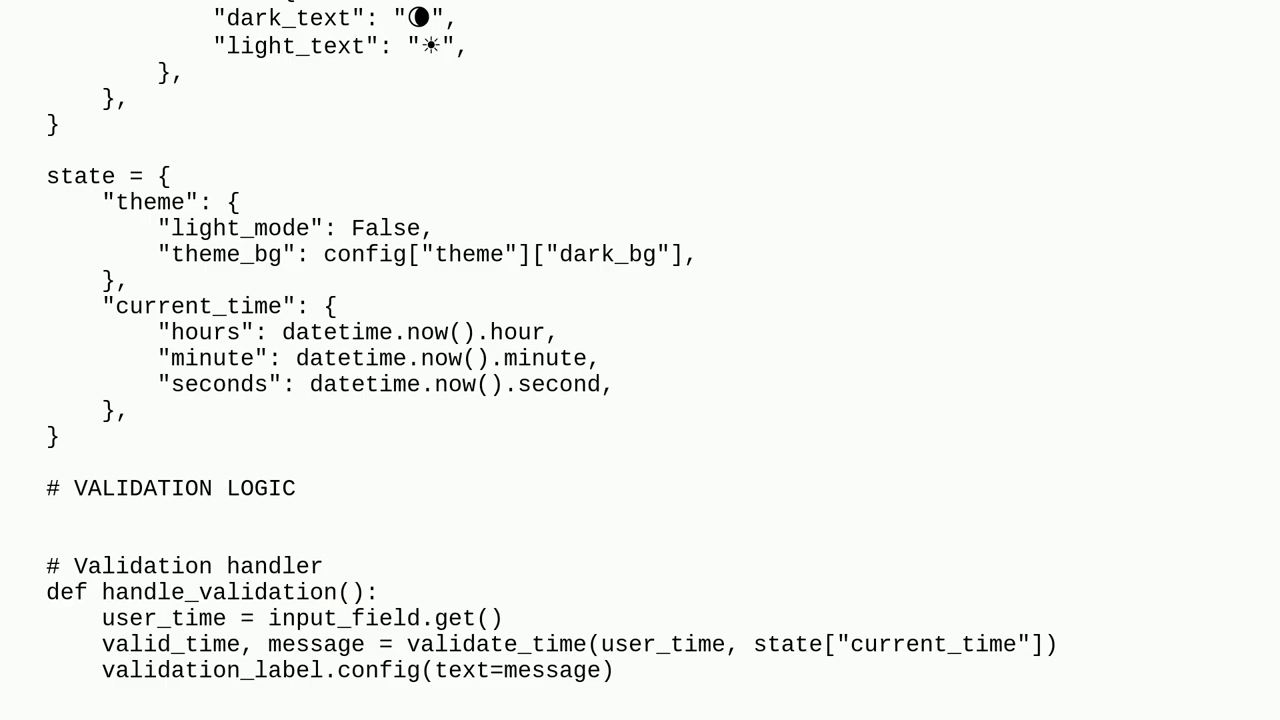 "dark_text": "🌘",
"light_text": "☀",
},
},
}
state = {
"theme": {
"light_mode": False,
"theme_bg": config["theme"]["dark_bg"],
},
"current_time": {
"hours": datetime.now().hour,
"minute": datetime.now().minute,
"seconds": datetime.now().second,
},
}
# VALIDATION LOGIC
# Validation handler
def handle_validation():
user_time = input_field.get()
valid_time, message = validate_time(user_time, state["current_time"])
validation_label.config(text=message)